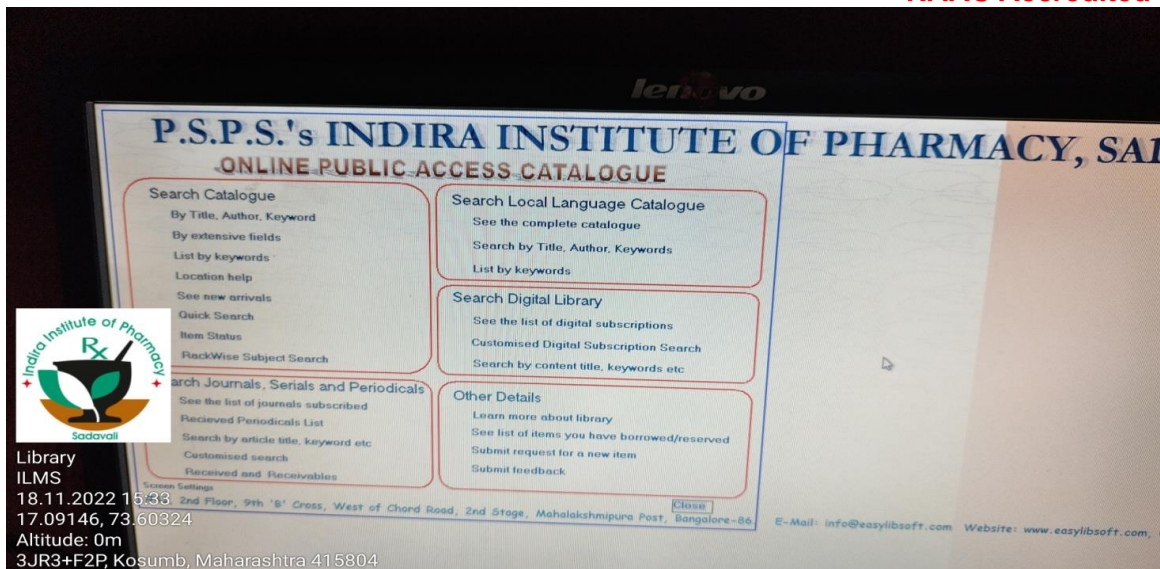 lenovo
P.S.P.S.'s INDIRA INSTITUTE OF PHARMACY,
ONLINE PUBLIC ACCESS CATALOGUE
Search Catalogue
By Title, Author, Keyword
By extensive fields
List by keywords
Location help
See new arrivals
Quick Search
Item Status
RackWise Subject Search
Search Local Language Catalogue
See the complete catalogue
Search by Title, Author, Keywords
List by keywords
Search Digital Library
See the list of digital subscriptions
Customised Digital Subscription Search
Search by content title, keywords etc
arch Journals, Serials and Periodicals
See the list of journals subscribed
Recieved Periodicals List
Search by article title, keyword etc
Customised search
Received and Receivables
Other Details
Learn more about library
See list of items you have borrowed/reserved
Submit request for a new item
Submit feedback
Screen Settings
Close
2nd Floor, 9th 'B' Cross, West of Chord Road, 2nd Stage, Mahalakshmipura Post, Bangalore-86
E-Mail: info@easylibsoft.com Website: www.easylibsoft.com,
Indira Institute of Pharmacy
Rx
Sadavali
Library
ILMS
18.11.2022 15:33
17.09146, 73.60324
Altitude: 0m
3JR3+F2P, Kosumb, Maharashtra 415804